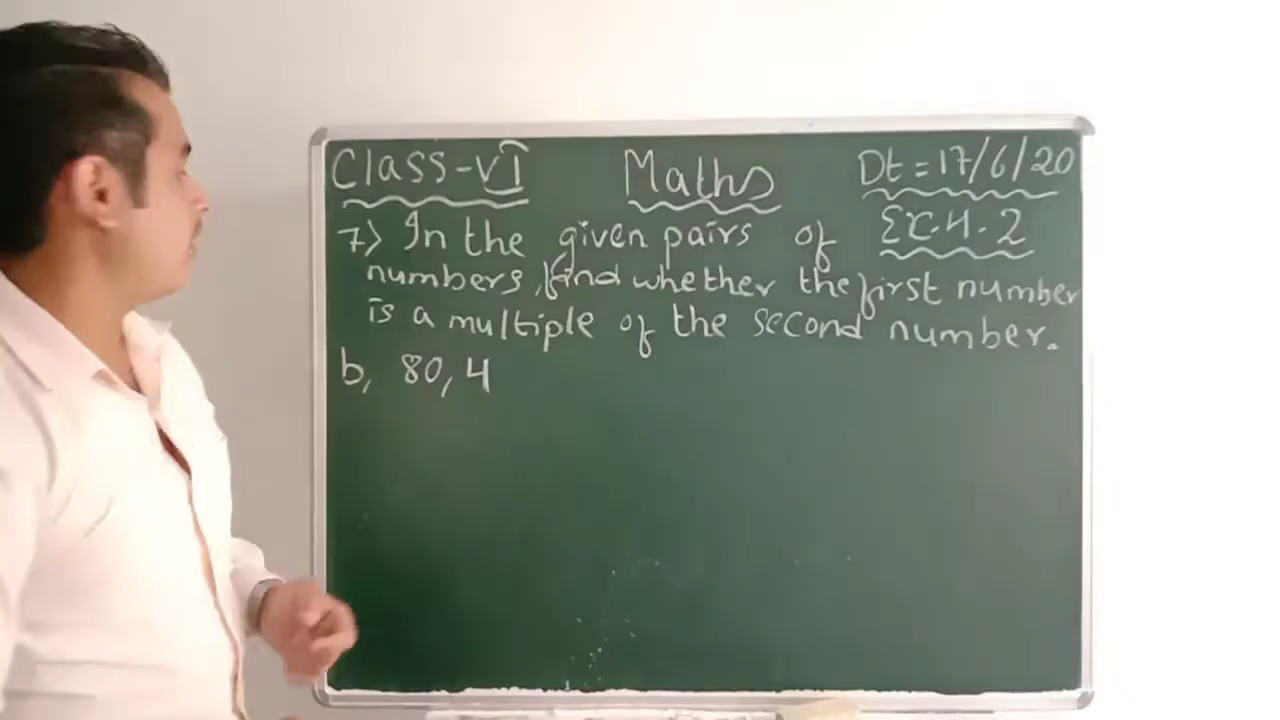 Class-VI Maths Dt = 17/6/20
Ex.4.2
7) In the given pairs of
numbers, find whether the first number
is a multiple of the second number.
b, 80, 4